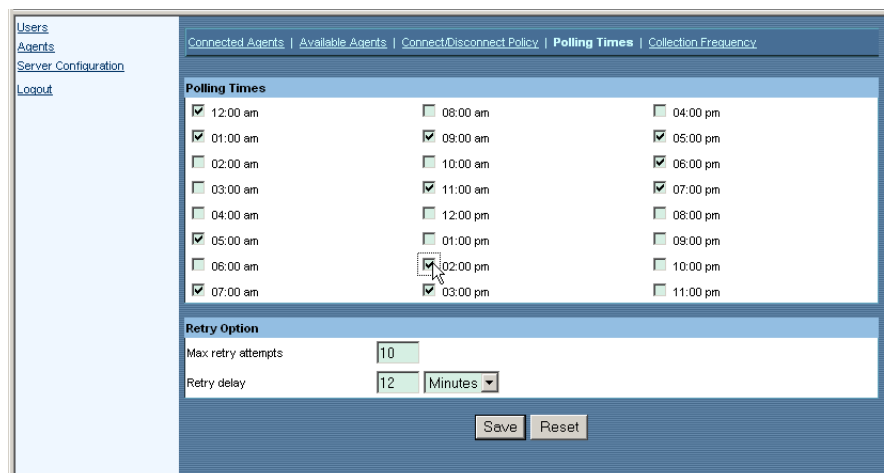 Users
Agents
Server Configuration
Logout
Connected Agents | Available Agents | Connect/Disconnect Policy | Polling Times | Collection Frequency
Polling Times
12:00 am 08:00 am 04:00 pm
01:00 am 09:00 am 05:00 pm
02:00 am 10:00 am 06:00 pm
03:00 am 11:00 am 07:00 pm
04:00 am 12:00 pm 08:00 pm
05:00 am 01:00 pm 09:00 pm
06:00 am 02:00 pm 10:00 pm
07:00 am 03:00 pm 11:00 pm
Retry Option
Max retry attempts 10
Retry delay 12 Minutes
Save Reset